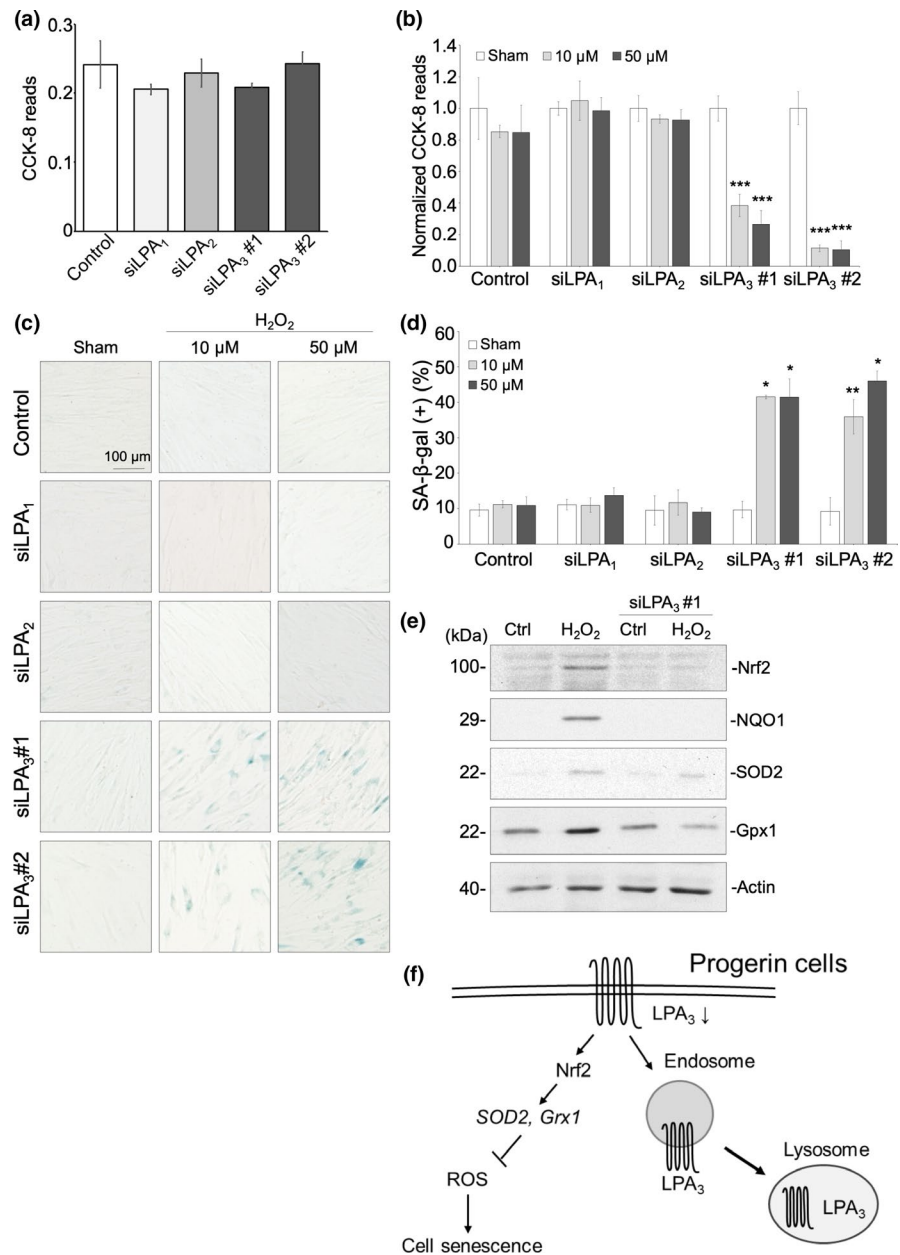 (a)
CCK-8 reads
0.3
0.2
0.1
0
Control
siLPA₁
siLPA₂
siLPA₃ #1
siLPA₃ #2
(b)
Normalized CCK-8 reads
1.4
1.2
1.0
0.8
0.6
0.4
0.2
0.0
Sham 10 µM 50 µM
*** ***
*** ***
Control siLPA₁ siLPA₂ siLPA₃ #1 siLPA₃ #2
(c)
H₂O₂
Sham 10 µM 50 µM
Control
100 µm
siLPA₁
siLPA₂
siLPA₃#1
siLPA₃#2
(d)
SA-β-gal (+) (%)
60
50
40
30
20
10
0
Sham
10 µM
50 µM
* *
** *
Control siLPA₁ siLPA₂ siLPA₃ #1 siLPA₃ #2
(e)
siLPA₃ #1
(kDa) Ctrl H₂O₂ Ctrl H₂O₂
100- -Nrf2
29- -NQO1
22- -SOD2
22- -Gpx1
40- -Actin
(f)
Progerin cells
LPA₃ ↓
Nrf2
Endosome
SOD2, Grx1
LPA₃
ROS
Lysosome
LPA₃
Cell senescence